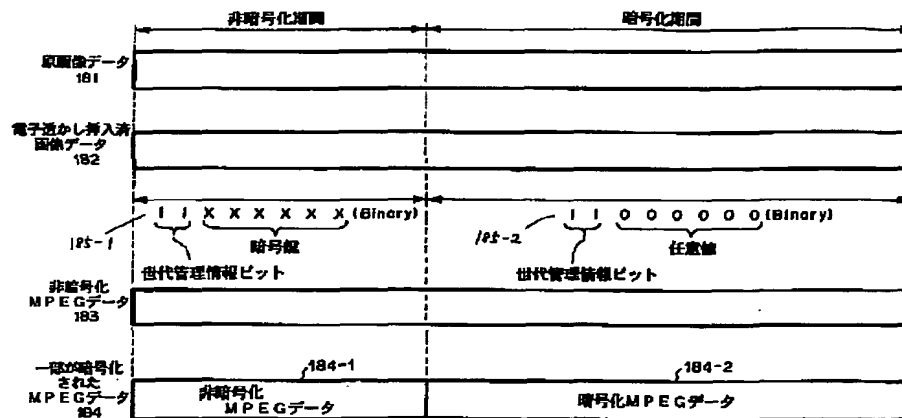 非暗号化期間 暗号化期間
原画像データ
181
電子透かし挿入済
画像データ
182
1 1 X X X X X X (Binary) 1 1 0 0 0 0 0 0 (Binary)
185-1 暗号鍵 185-2 任意値
世代管理情報ビット 世代管理情報ビット
非暗号化
MPEGデータ
183
一部が暗号化
された
MPEGデータ
184
184-1 184-2
非暗号化
MPEGデータ
暗号化MPEGデータ